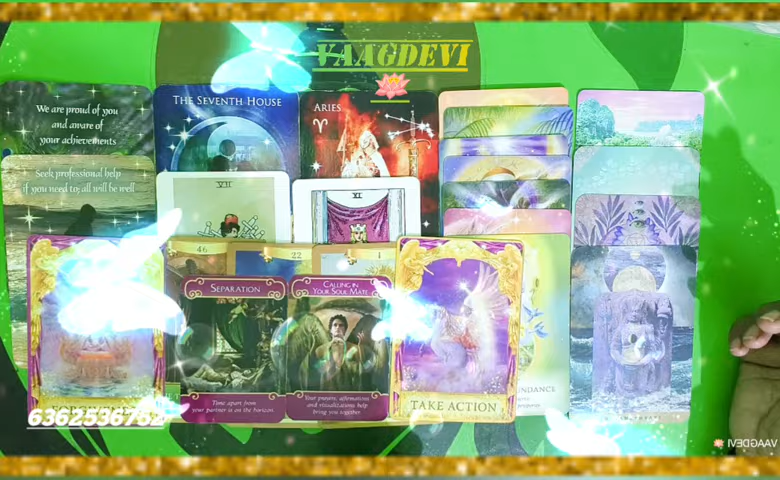 VAAGDEVI
We are proud of you
and aware of
your achievements
Seek professional help
if you need to; all will be well
THE SEVENTH HOUSE
ARIES
VII
XI
46
22
1
SEPARATION
Time apart from
your partner is on the horizon.
CALLING IN
YOUR SOUL MATE
Your prayers, affirmations
and visualizations help
bring you together.
TAKE ACTION
6362536752
VAAGDEVI